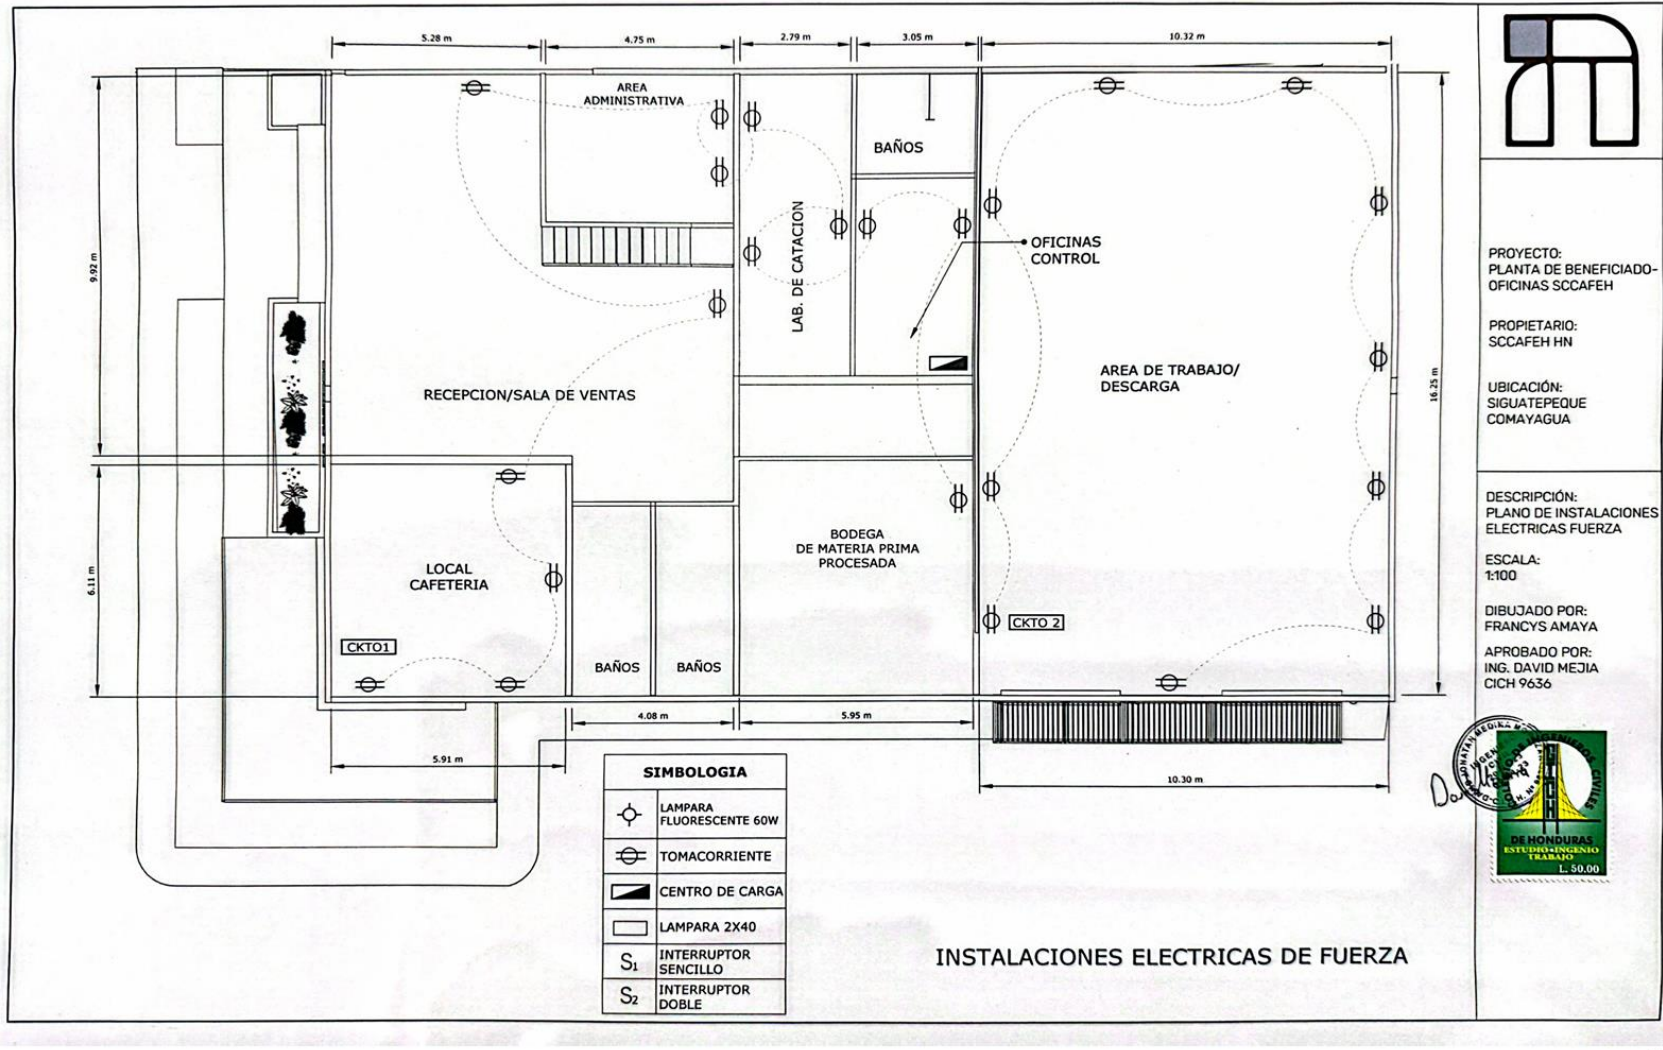 5.28 m
4.75 m
2.79 m
3.05 m
10.32 m
AREA
ADMINISTRATIVA
BAÑOS
9.92 m
LAB. DE CATACION
OFICINAS
CONTROL
RECEPCION/SALA DE VENTAS
AREA DE TRABAJO/
DESCARGA
16.25 m
6.11 m
LOCAL
CAFETERIA
BODEGA
DE MATERIA PRIMA
PROCESADA
CKTO1
BAÑOS
BAÑOS
CKTO 2
4.08 m
5.95 m
5.91 m
10.30 m
SIMBOLOGIA
LAMPARA
FLUORESCENTE 60W
TOMACORRIENTE
CENTRO DE CARGA
LAMPARA 2X40
S1 INTERRUPTOR
SENCILLO
S2 INTERRUPTOR
DOBLE
INSTALACIONES ELECTRICAS DE FUERZA
PROYECTO:
PLANTA DE BENEFICIADO-
OFICINAS SCCAFEH
PROPIETARIO:
SCCAFEH HN
UBICACIÓN:
SIGUATEPEQUE
COMAYAGUA
DESCRIPCIÓN:
PLANO DE INSTALACIONES
ELECTRICAS FUERZA
ESCALA:
1:100
DIBUJADO POR:
FRANCYS AMAYA
APROBADO POR:
ING. DAVID MEJIA
CICH 9636
COLEGIO DE INGENIEROS CIVILES
CICH
DE HONDURAS
ESTUDIO•INGENIO
TRABAJO
L. 50.00